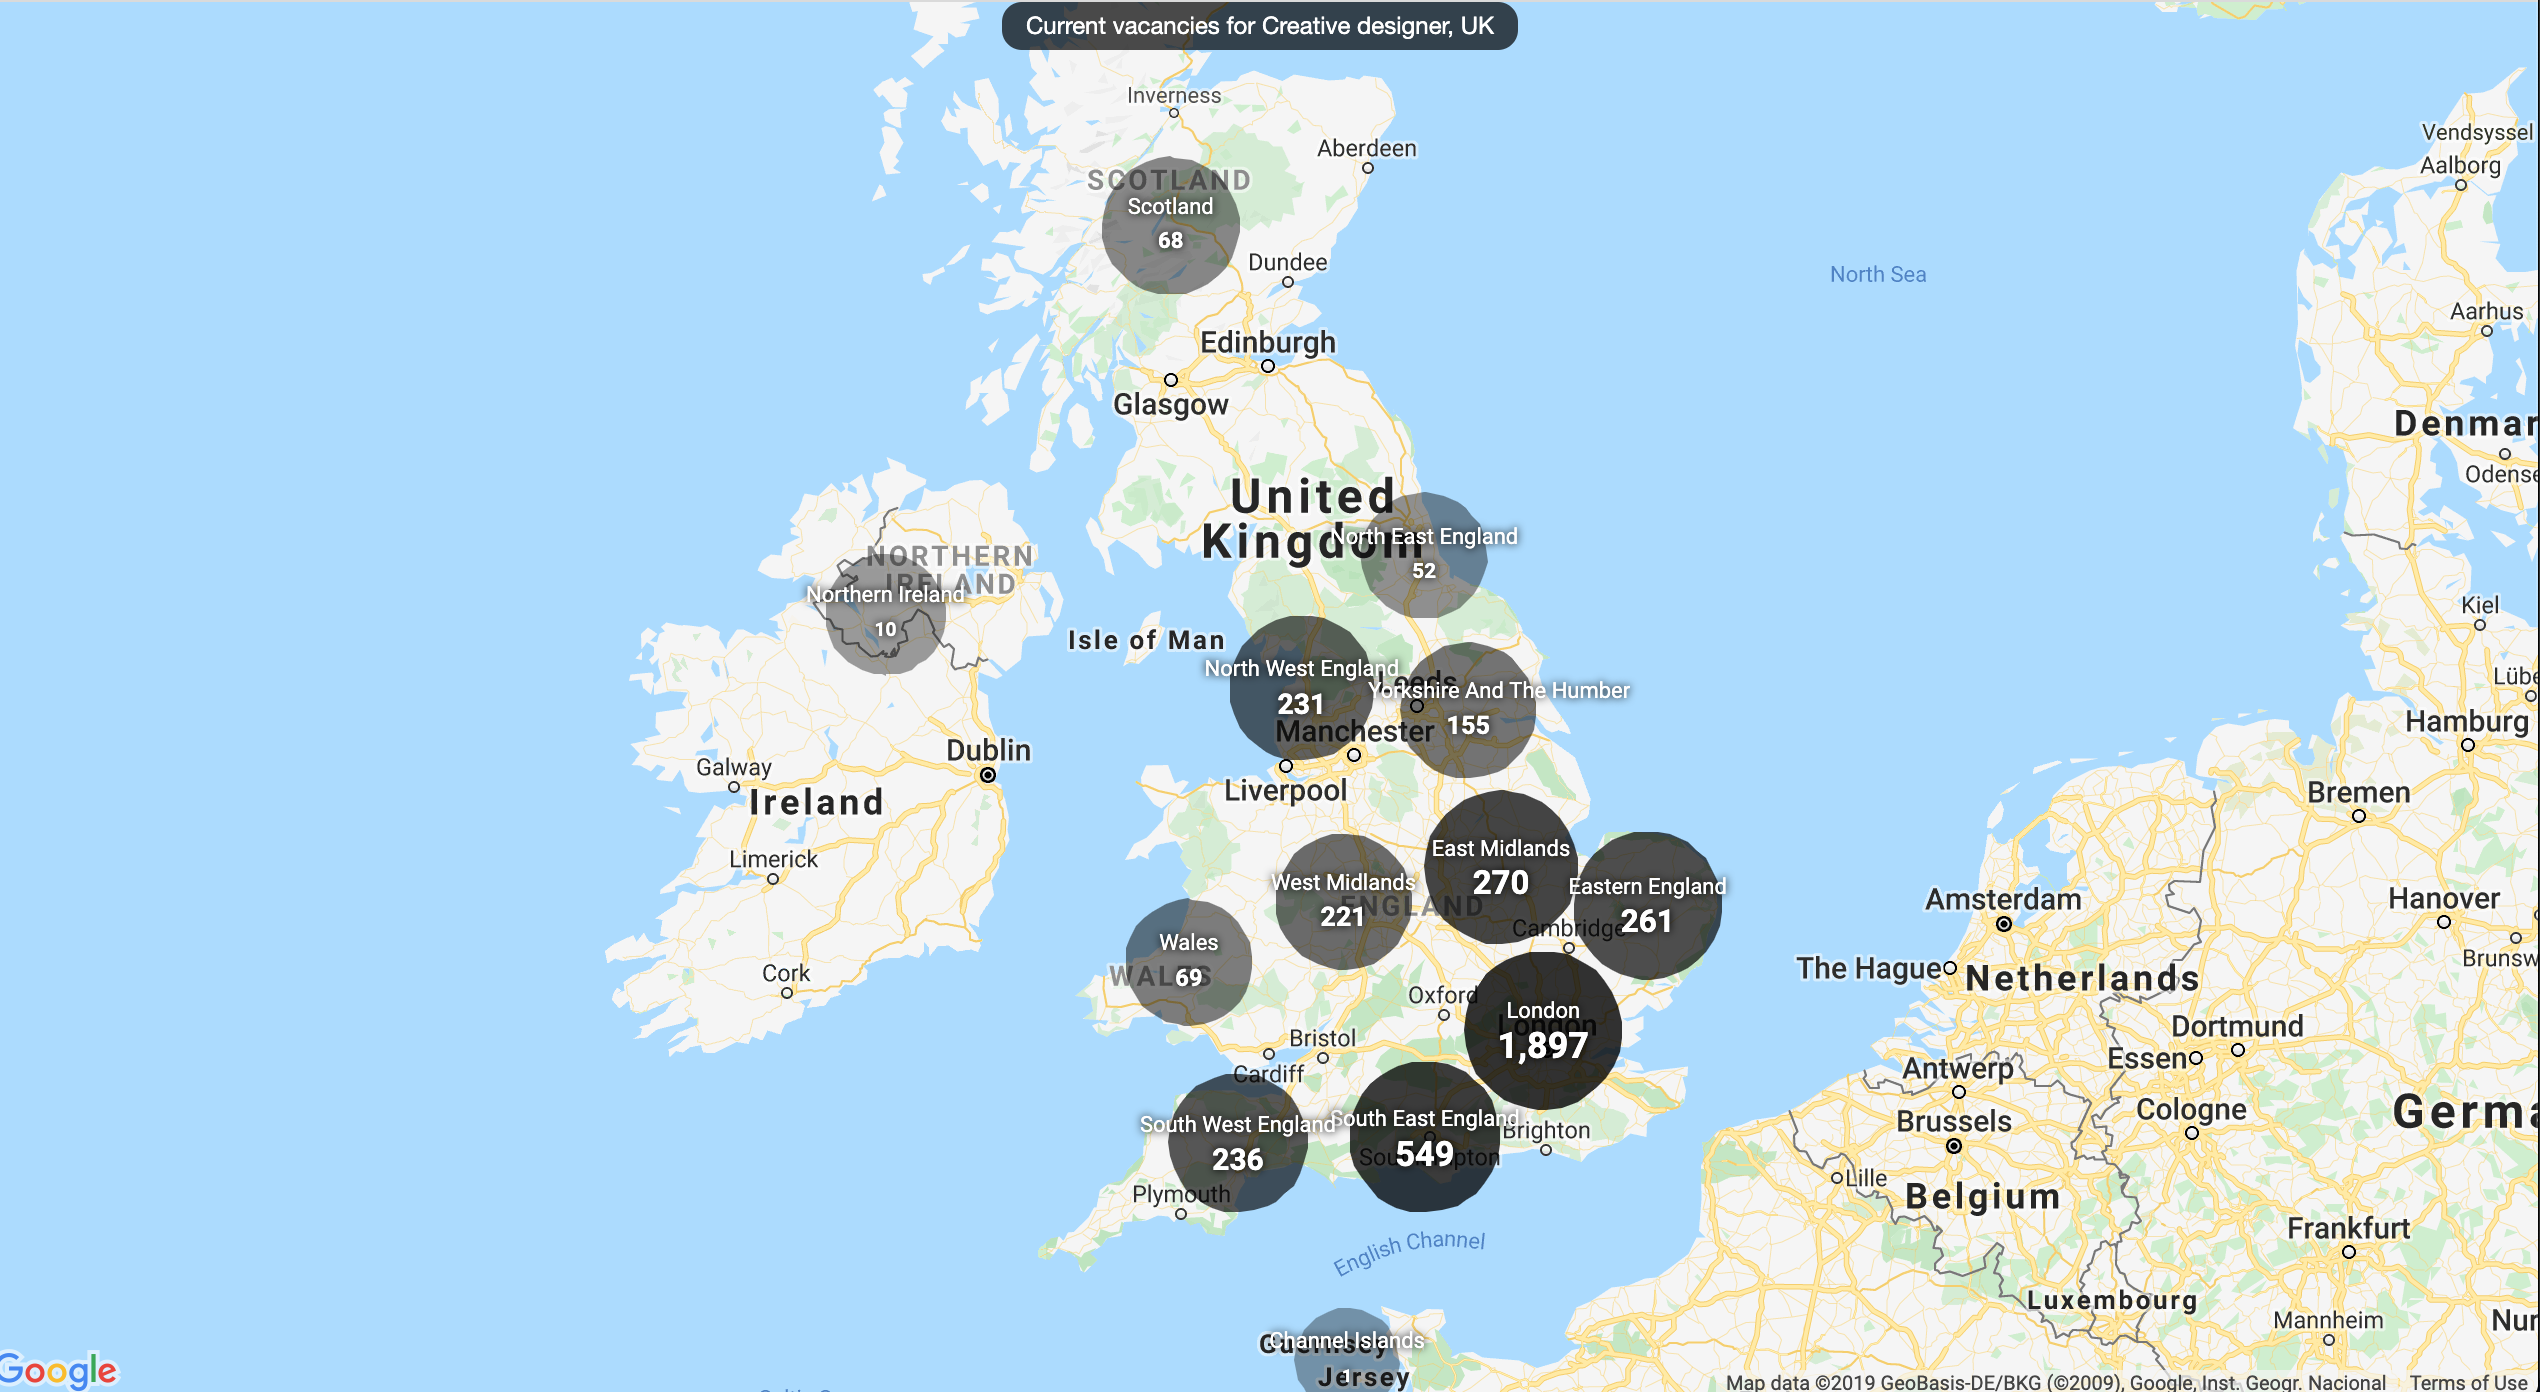 Current vacancies for Creative designer, UK
Inverness
Aberdeen
SCOTLAND
Scotland
68
Dundee
North Sea
Vendsyssel
Aalborg
Aarhus
Edinburgh
Glasgow
Denmar
Odense
United
Kingdom
North East England
52
NORTHERN
IRELAND
Northern Ireland
10
Isle of Man
North West England
231
Leeds
Yorkshire And The Humber
155
Manchester
Liverpool
Kiel
Lübe
Hamburg
Dublin
Galway
Ireland
Limerick
Cork
Bremen
East Midlands
270
West Midlands
221
ENGLAND
Eastern England
261
Cambridge
Wales
WALES
69
Amsterdam
Hanover
The Hague
Netherlands
Brunsw
Oxford
London
London
1,897
Bristol
Cardiff
Dortmund
Essen
Antwerp
Cologne
Brussels
Germa
South West England
236
South East England
549
Southampton
Brighton
Plymouth
Lille
Belgium
Frankfurt
English Channel
Luxembourg
Mannheim
Nur
Channel Islands
Guernsey
1
Jersey
Google
Map data ©2019 GeoBasis-DE/BKG (©2009), Google, Inst. Geogr. Nacional
Terms of Use